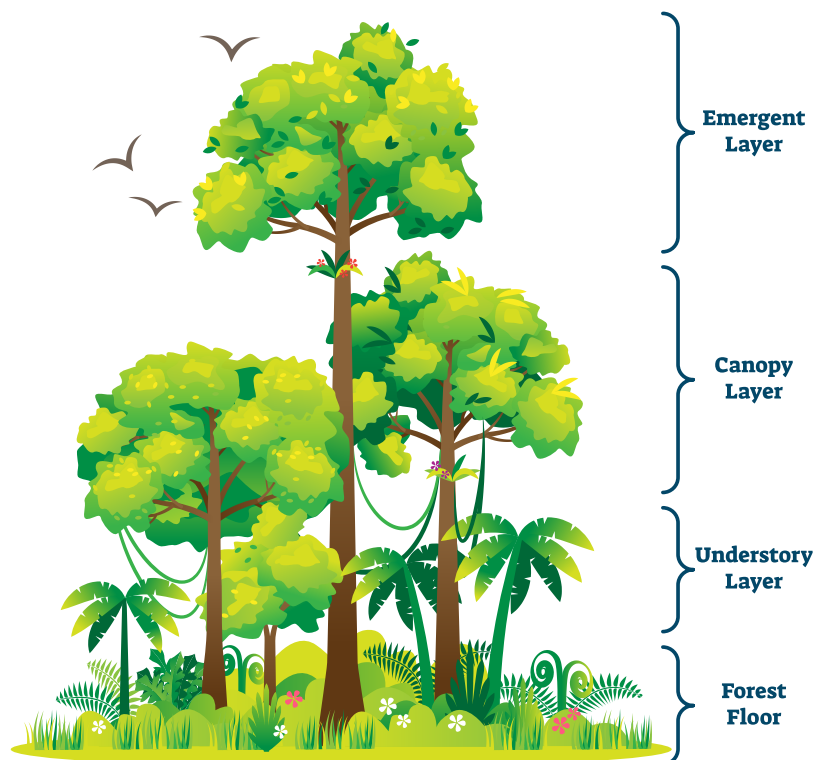 Emergent
Layer
Canopy
Layer
Understory
Layer
Forest
Floor